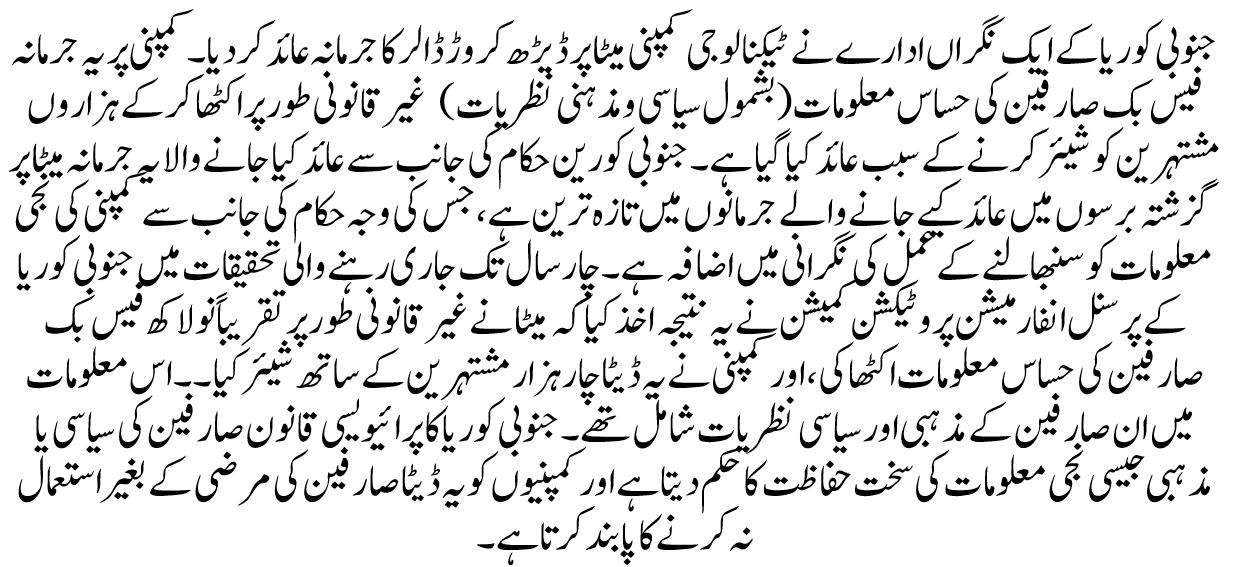 جنوبی کوریا کے ایک نگراں ادارے نے ٹیکنالوجی کمپنی میٹا پر ڈیڑھ کروڑ ڈالر کا جرمانہ عائد کر دیا۔ کمپنی پر یہ جرمانہ
فیس بک صارفین کی حساس معلومات (بشمول سیاسی و مذہبی نظریات) غیر قانونی طور پر اکٹھا کر کے ہزاروں
مشتہرین کو شیئر کرنے کے سبب عائد کیا گیا ہے۔ جنوبی کورین حکام کی جانب سے عائد کیا جانے والا یہ جرمانہ میٹا پر
گزشتہ برسوں میں عائد کیے جانے والے جرمانوں میں تازہ ترین ہے، جس کی وجہ حکام کی جانب سے کمپنی کی نجی
معلومات کو سنبھالنے کے عمل کی نگرانی میں اضافہ ہے۔ چار سال تک جاری رہنے والی تحقیقات میں جنوبی کوریا
کے پرسنل انفارمیشن پروٹیکشن کمیشن نے یہ نتیجہ اخذ کیا کہ میٹا نے غیر قانونی طور پر تقریباً نو لاکھ فیس بک
صارفین کی حساس معلومات اکٹھا کی، اور کمپنی نے یہ ڈیٹا چار ہزار مشتہرین کے ساتھ شیئر کیا۔۔ اس معلومات
میں ان صارفین کے مذہبی اور سیاسی نظریات شامل تھے۔ جنوبی کوریا کا پرائیویسی قانون صارفین کی سیاسی یا
مذہبی جیسی نجی معلومات کی سخت حفاظت کا حکم دیتا ہے اور کمپنیوں کو یہ ڈیٹا صارفین کی مرضی کے بغیر استعمال
نہ کرنے کا پابند کرتا ہے۔